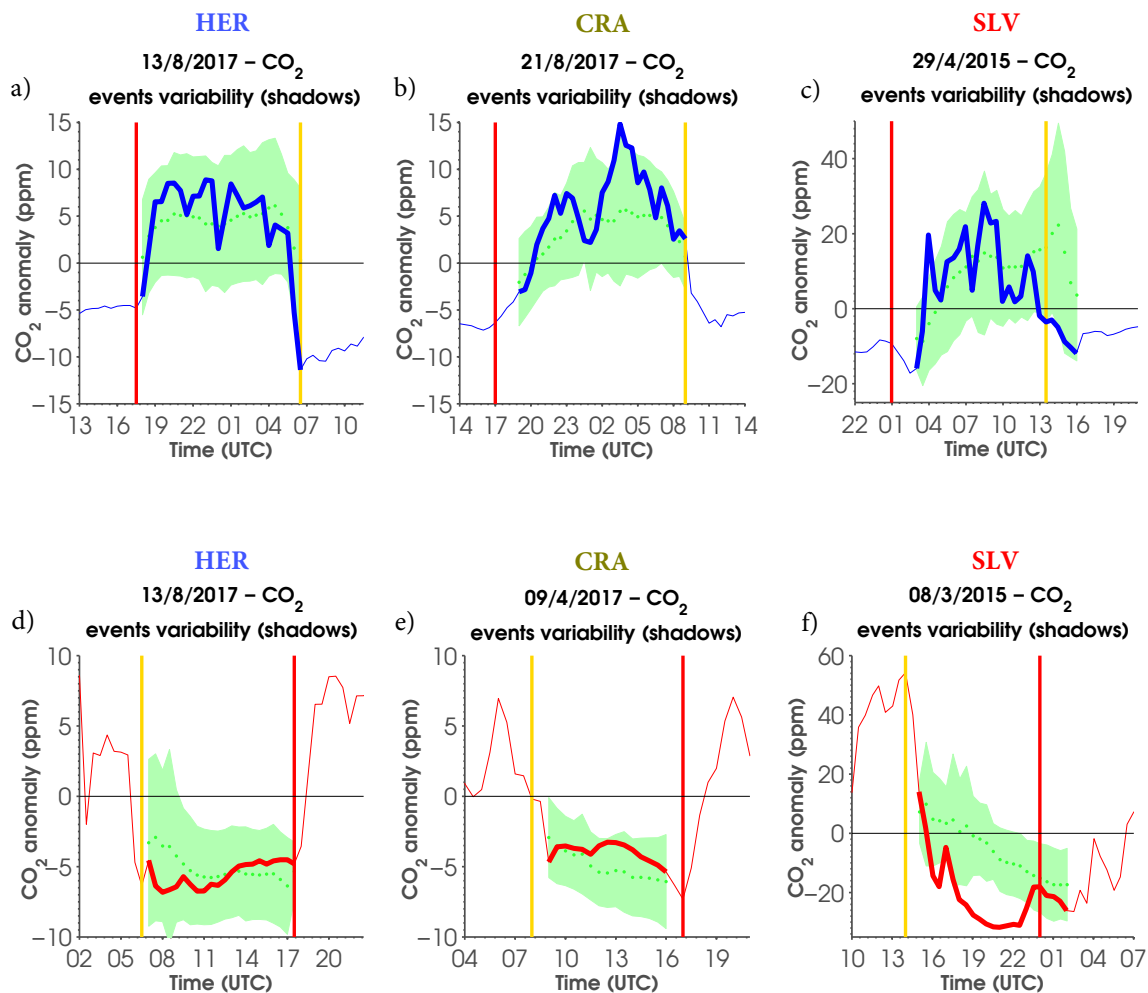 HER
13/8/2017 – CO2
a) events variability (shadows)
15
10
5
0
−5
−10
−15
CO2 anomaly (ppm)
13 16 19 22 01 04 07 10
Time (UTC)
CRA
21/8/2017 – CO2
b) events variability (shadows)
15
10
5
0
−5
−10
−15
CO2 anomaly (ppm)
14 17 20 23 02 05 08 11 14
Time (UTC)
SLV
29/4/2015 – CO2
c) events variability (shadows)
40
20
0
−20
CO2 anomaly (ppm)
22 01 04 07 10 13 16 19
Time (UTC)
HER
13/8/2017 – CO2
d) events variability (shadows)
10
5
0
−5
−10
CO2 anomaly (ppm)
02 05 08 11 14 17 20
Time (UTC)
CRA
09/4/2017 – CO2
e) events variability (shadows)
10
5
0
−5
−10
CO2 anomaly (ppm)
04 07 10 13 16 19
Time (UTC)
SLV
08/3/2015 – CO2
f) events variability (shadows)
60
40
20
0
−20
CO2 anomaly (ppm)
10 13 16 19 22 01 04 07
Time (UTC)